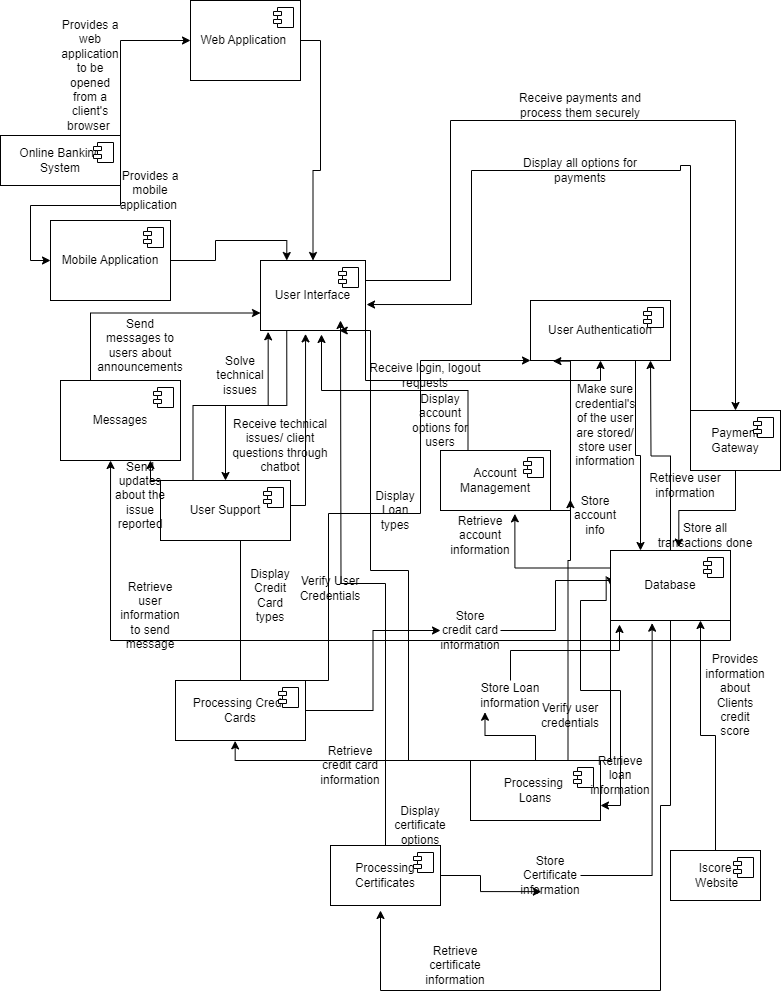 Provides a
web
application
to be
opened
from a
client's
browser
Web Application
Receive payments and
process them securely
Online Banking
System
Display all options for
payments
Provides a
mobile
application
Mobile Application
User Interface
User Authentication
Send
messages to
users about
announcements
Solve
technical
issues
Receive login, logout
requests
Messages
Display
account
options for
users
Make sure
credential's
of the user
are stored/
store user
information
Payment
Gateway
Receive technical
issues/ client
questions through
chatbot
Send
updates
about the
issue
reported
User Support
Account
Management
Retrieve user
information
Display
Loan
types
Store
account
info
Retrieve
account
information
Store all
transactions done
Database
Display
Credit
Card
types
Verify User
Credentials
Retrieve
user
information
to send
message
Store
credit card
information
Provides
information
about
Clients
credit
score
Processing Credit
Cards
Store Loan
information
Verify user
credentials
Retrieve
credit card
information
Retrieve
loan
information
Processing
Loans
Display
certificate
options
Processing
Certificates
Store
Certificate
information
Iscore
Website
Retrieve
certificate
information